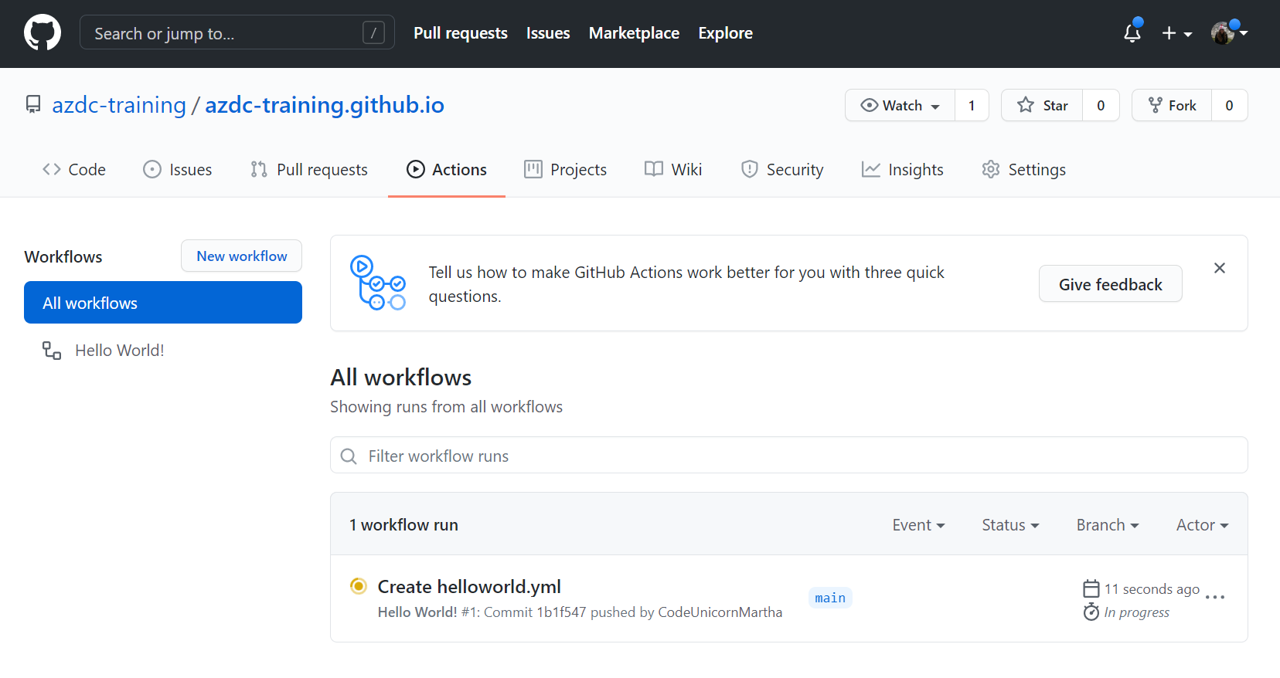 Search or jump to... /
Pull requests Issues Marketplace Explore
azdc-training / azdc-training.github.io
Watch 1 Star 0 Fork 0
Code Issues Pull requests Actions Projects Wiki Security Insights Settings
Workflows
New workflow
All workflows
Hello World!
Tell us how to make GitHub Actions work better for you with three quick
questions.
Give feedback
All workflows
Showing runs from all workflows
Filter workflow runs
1 workflow run Event Status Branch Actor
Create helloworld.yml
Hello World! #1: Commit 1b1f547 pushed by CodeUnicornMartha
main
11 seconds ago
In progress